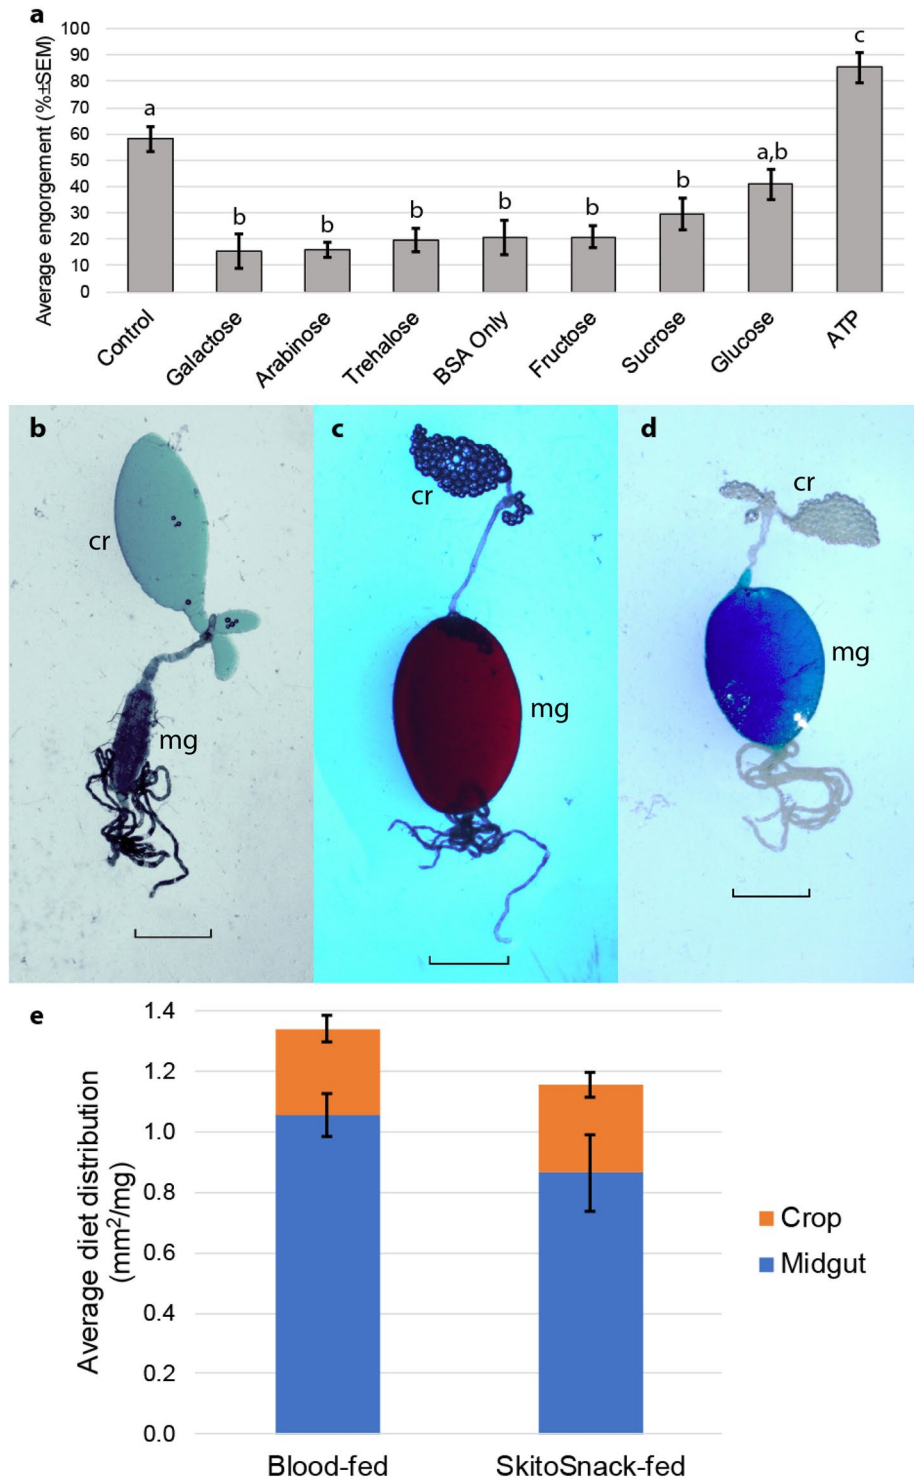 a
Average engorgement (%±SEM)
100
90
80
70
60
50
40
30
20
10
0
a
b
b
b
b
b
b
a,b
c
Control
Galactose
Arabinose
Trehalose
BSA Only
Fructose
Sucrose
Glucose
ATP
b
cr
mg
c
cr
mg
d
cr
mg
e
Average diet distribution
(mm²/mg)
1.4
1.2
1.0
0.8
0.6
0.4
0.2
0.0
Blood-fed
SkitoSnack-fed
Crop
Midgut